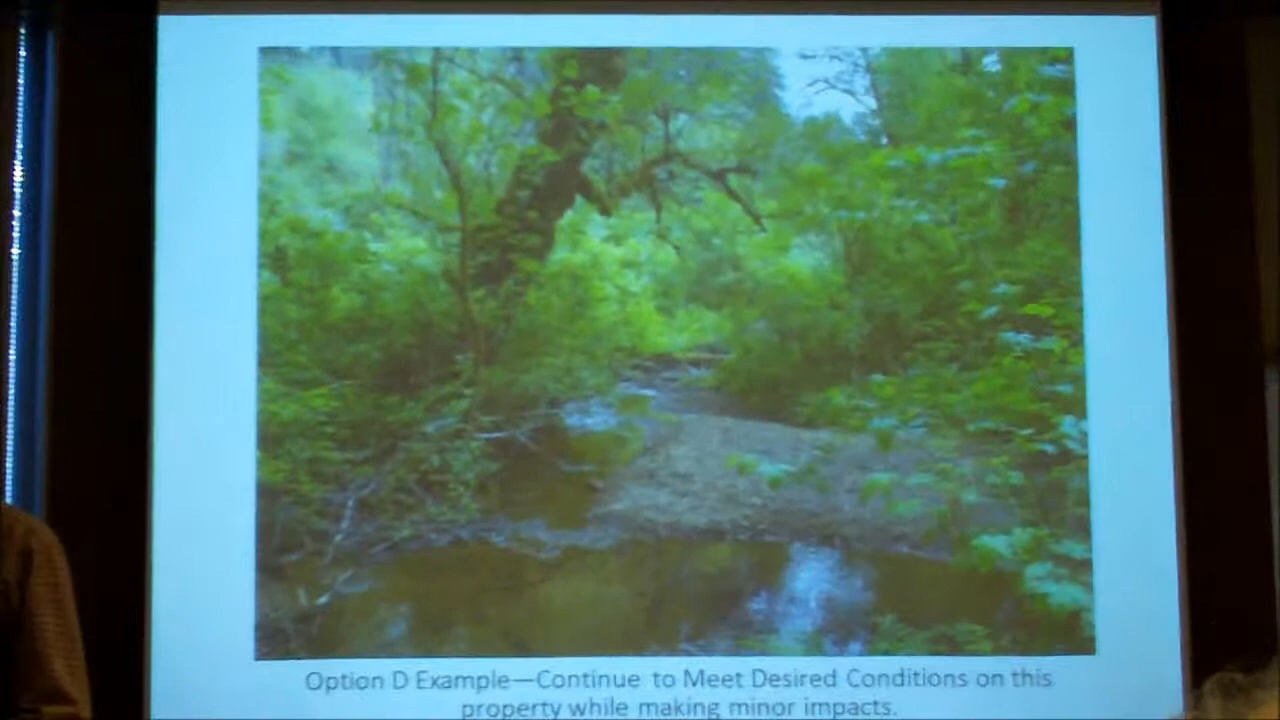 Option D Example—Continue to Meet Desired Conditions on this
property while making minor impacts.